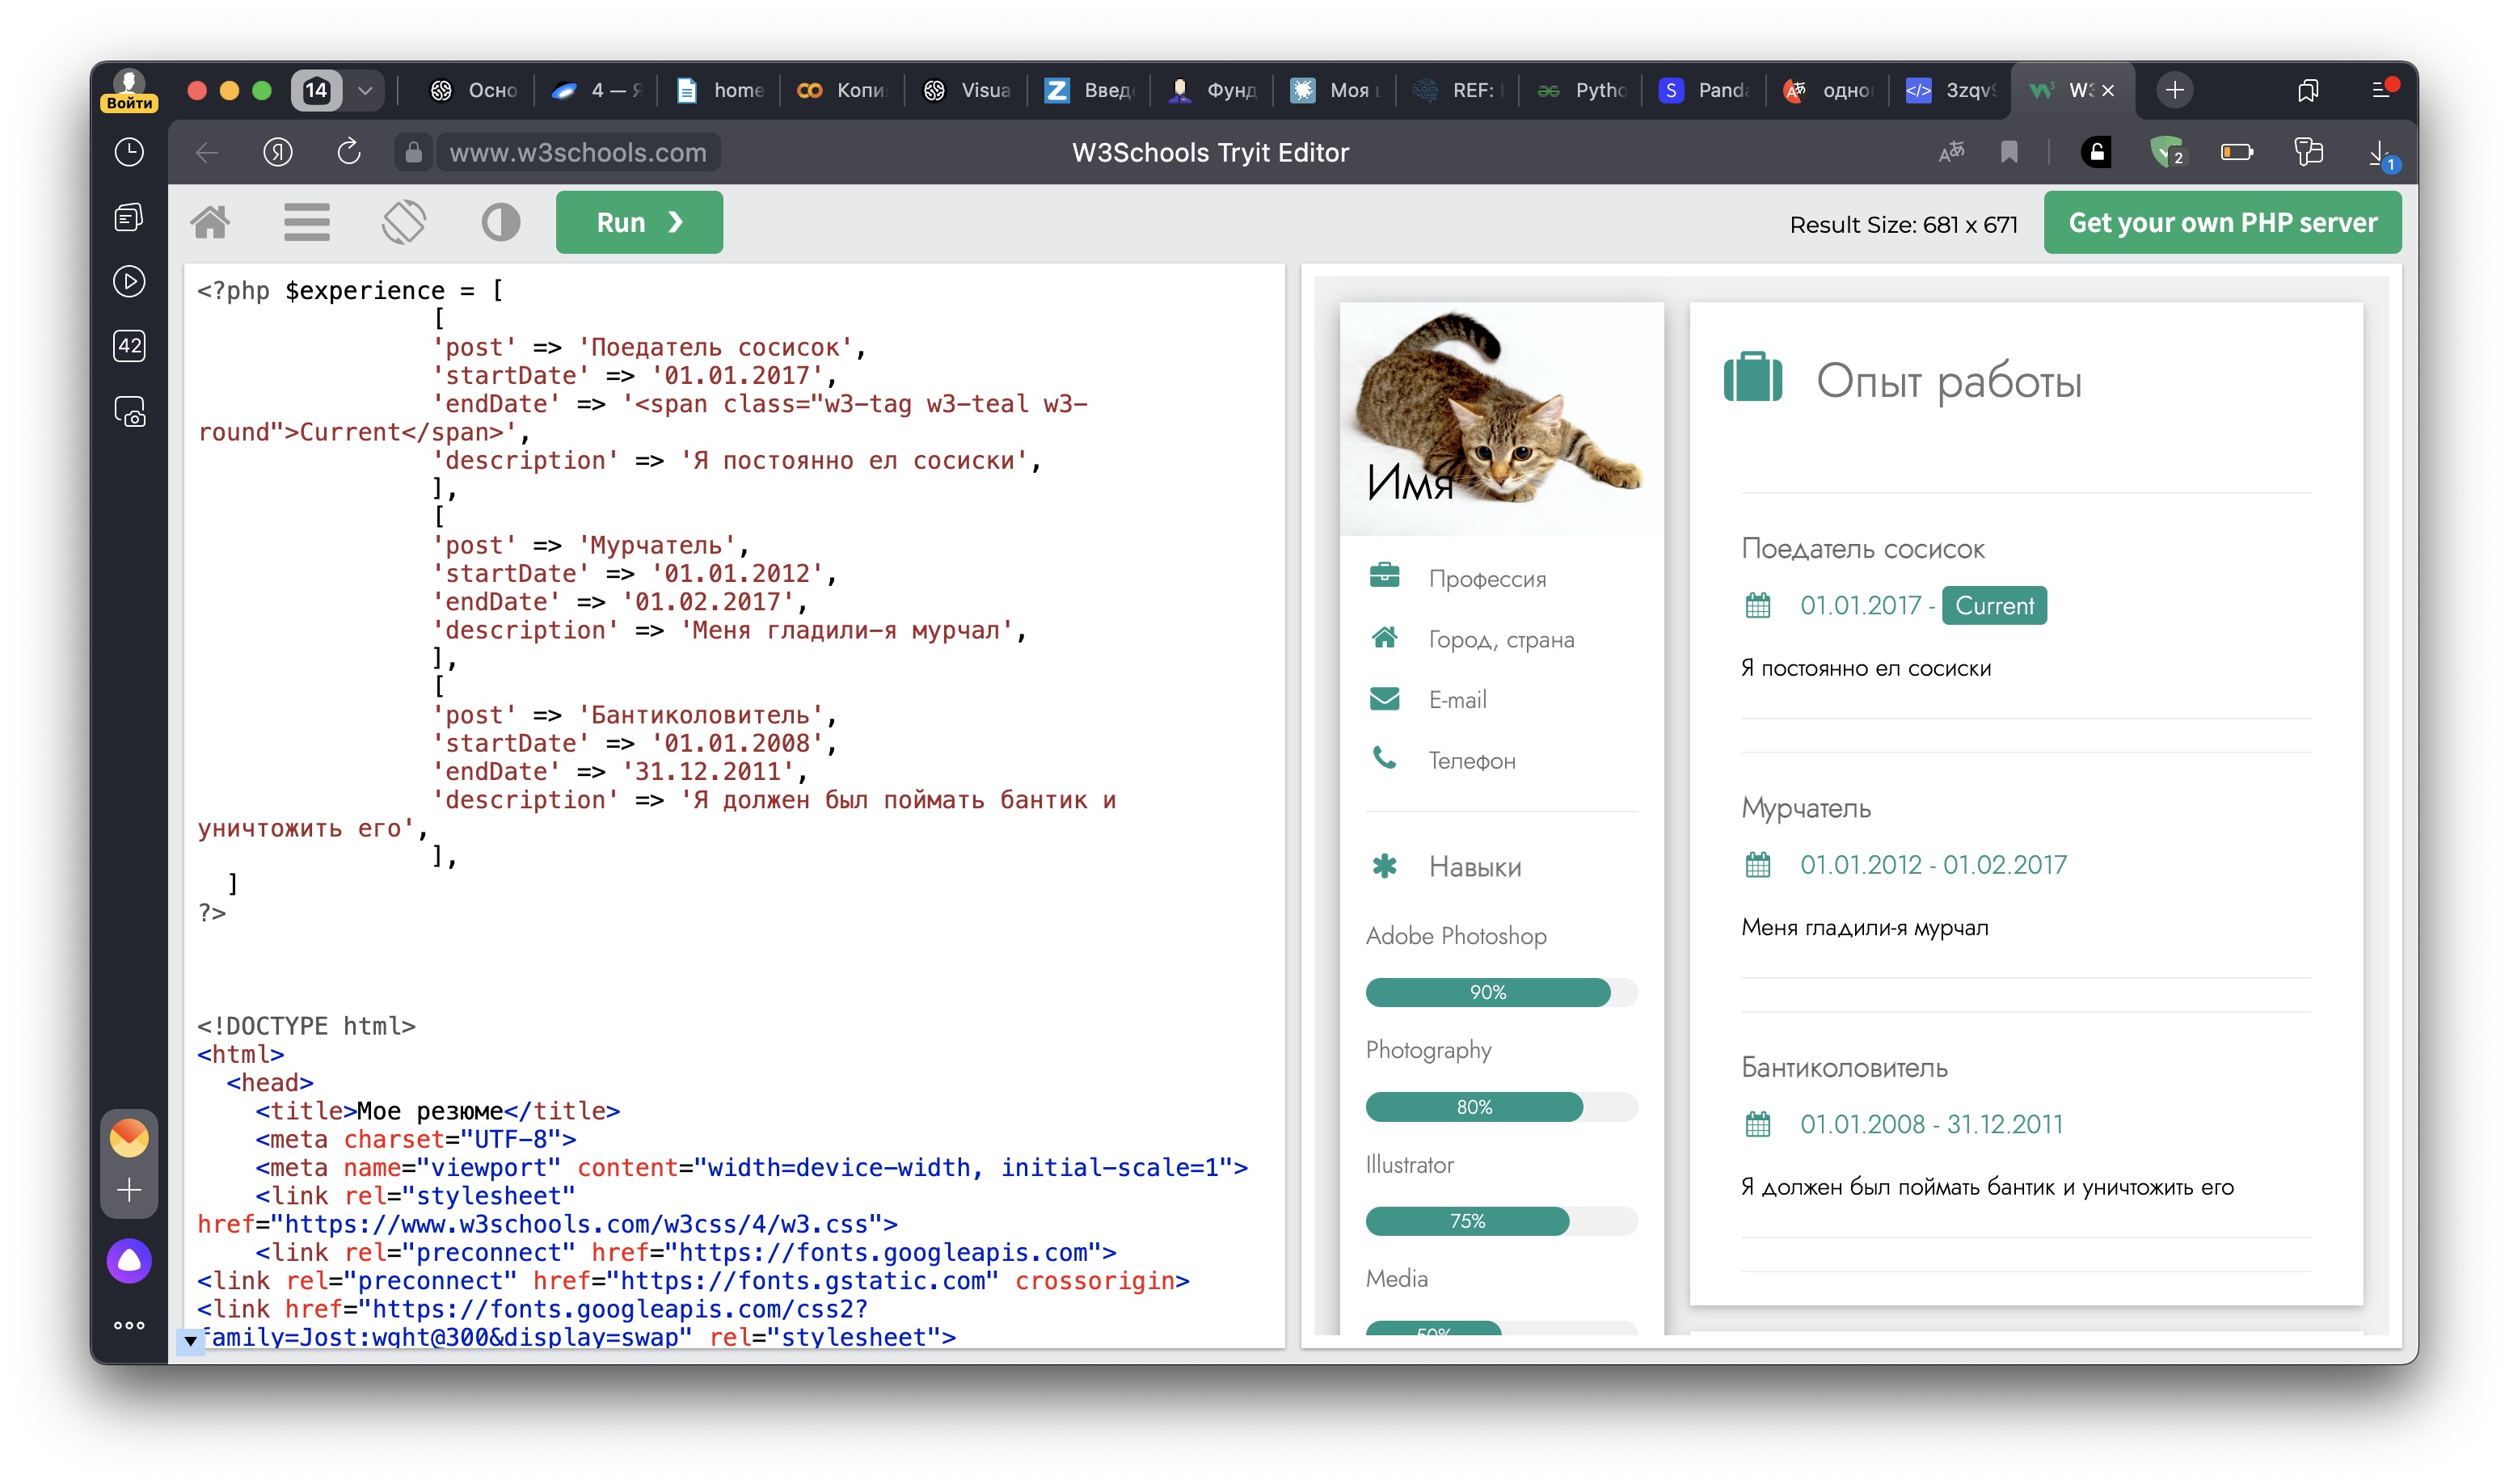 Войти
14
Осно
4 — Я
home
Копи
Visua
Введ
Фунд
Моя
REF:
Pytho
Panda
одно
3zqv
W3
www.w3schools.com
W3Schools Tryit Editor
2
1
42
Run ❯
Result Size: 681 x 671
Get your own PHP server
<?php $experience = [
[
'post' => 'Поедатель сосисок',
'startDate' => '01.01.2017',
'endDate' => '<span class="w3-tag w3-teal w3-
round">Current</span>',
'description' => 'Я постоянно ел сосиски',
],
[
'post' => 'Мурчатель',
'startDate' => '01.01.2012',
'endDate' => '01.02.2017',
'description' => 'Меня гладили-я мурчал',
],
[
'post' => 'Бантиколовитель',
'startDate' => '01.01.2008',
'endDate' => '31.12.2011',
'description' => 'Я должен был поймать бантик и
уничтожить его',
],
]
?>
<!DOCTYPE html>
<html>
<head>
<title>Мое резюме</title>
<meta charset="UTF-8">
<meta name="viewport" content="width=device-width, initial-scale=1">
<link rel="stylesheet"
href="https://www.w3schools.com/w3css/4/w3.css">
<link rel="preconnect" href="https://fonts.googleapis.com">
<link rel="preconnect" href="https://fonts.gstatic.com" crossorigin>
<link href="https://fonts.googleapis.com/css2?
family=Jost:wght@300&display=swap" rel="stylesheet">
Имя
Профессия
Город, страна
E-mail
Телефон
Навыки
Adobe Photoshop
90%
Photography
80%
Illustrator
75%
Media
50%
Опыт работы
Поедатель сосисок
01.01.2017 - Current
Я постоянно ел сосиски
Мурчатель
01.01.2012 - 01.02.2017
Меня гладили-я мурчал
Бантиколовитель
01.01.2008 - 31.12.2011
Я должен был поймать бантик и уничтожить его